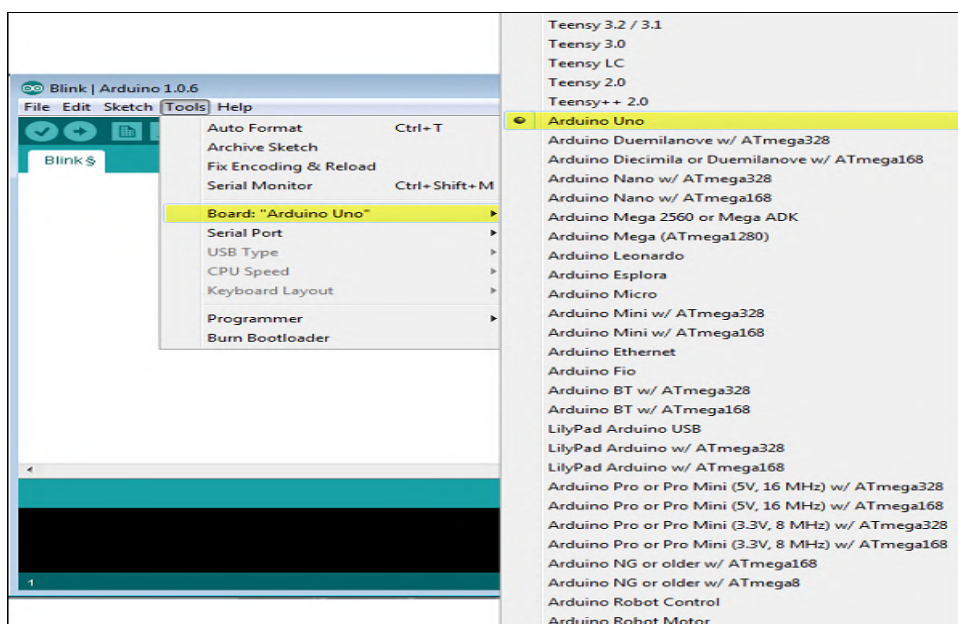 Blink | Arduino 1.0.6
File Edit Sketch Tools Help
Blink §
Auto Format Ctrl+T
Archive Sketch
Fix Encoding & Reload
Serial Monitor Ctrl+Shift+M
Board: "Arduino Uno"
Serial Port
USB Type
CPU Speed
Keyboard Layout
Programmer
Burn Bootloader
1
Teensy 3.2 / 3.1
Teensy 3.0
Teensy LC
Teensy 2.0
Teensy++ 2.0
Arduino Uno
Arduino Duemilanove w/ ATmega328
Arduino Diecimila or Duemilanove w/ ATmega168
Arduino Nano w/ ATmega328
Arduino Nano w/ ATmega168
Arduino Mega 2560 or Mega ADK
Arduino Mega (ATmega1280)
Arduino Leonardo
Arduino Esplora
Arduino Micro
Arduino Mini w/ ATmega328
Arduino Mini w/ ATmega168
Arduino Ethernet
Arduino Fio
Arduino BT w/ ATmega328
Arduino BT w/ ATmega168
LilyPad Arduino USB
LilyPad Arduino w/ ATmega328
LilyPad Arduino w/ ATmega168
Arduino Pro or Pro Mini (5V, 16 MHz) w/ ATmega328
Arduino Pro or Pro Mini (5V, 16 MHz) w/ ATmega168
Arduino Pro or Pro Mini (3.3V, 8 MHz) w/ ATmega328
Arduino Pro or Pro Mini (3.3V, 8 MHz) w/ ATmega168
Arduino NG or older w/ ATmega168
Arduino NG or older w/ ATmega8
Arduino Robot Control
Arduino Robot Motor